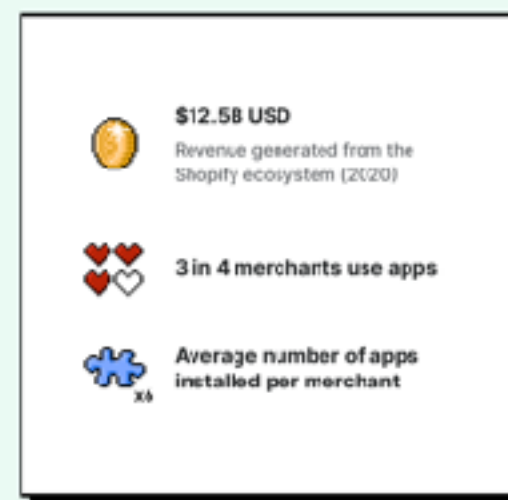 $12.5B USD
Revenue generated from the
Shopify ecosystem (2020)
3 in 4 merchants use apps
Average number of apps
installed per merchant
x6